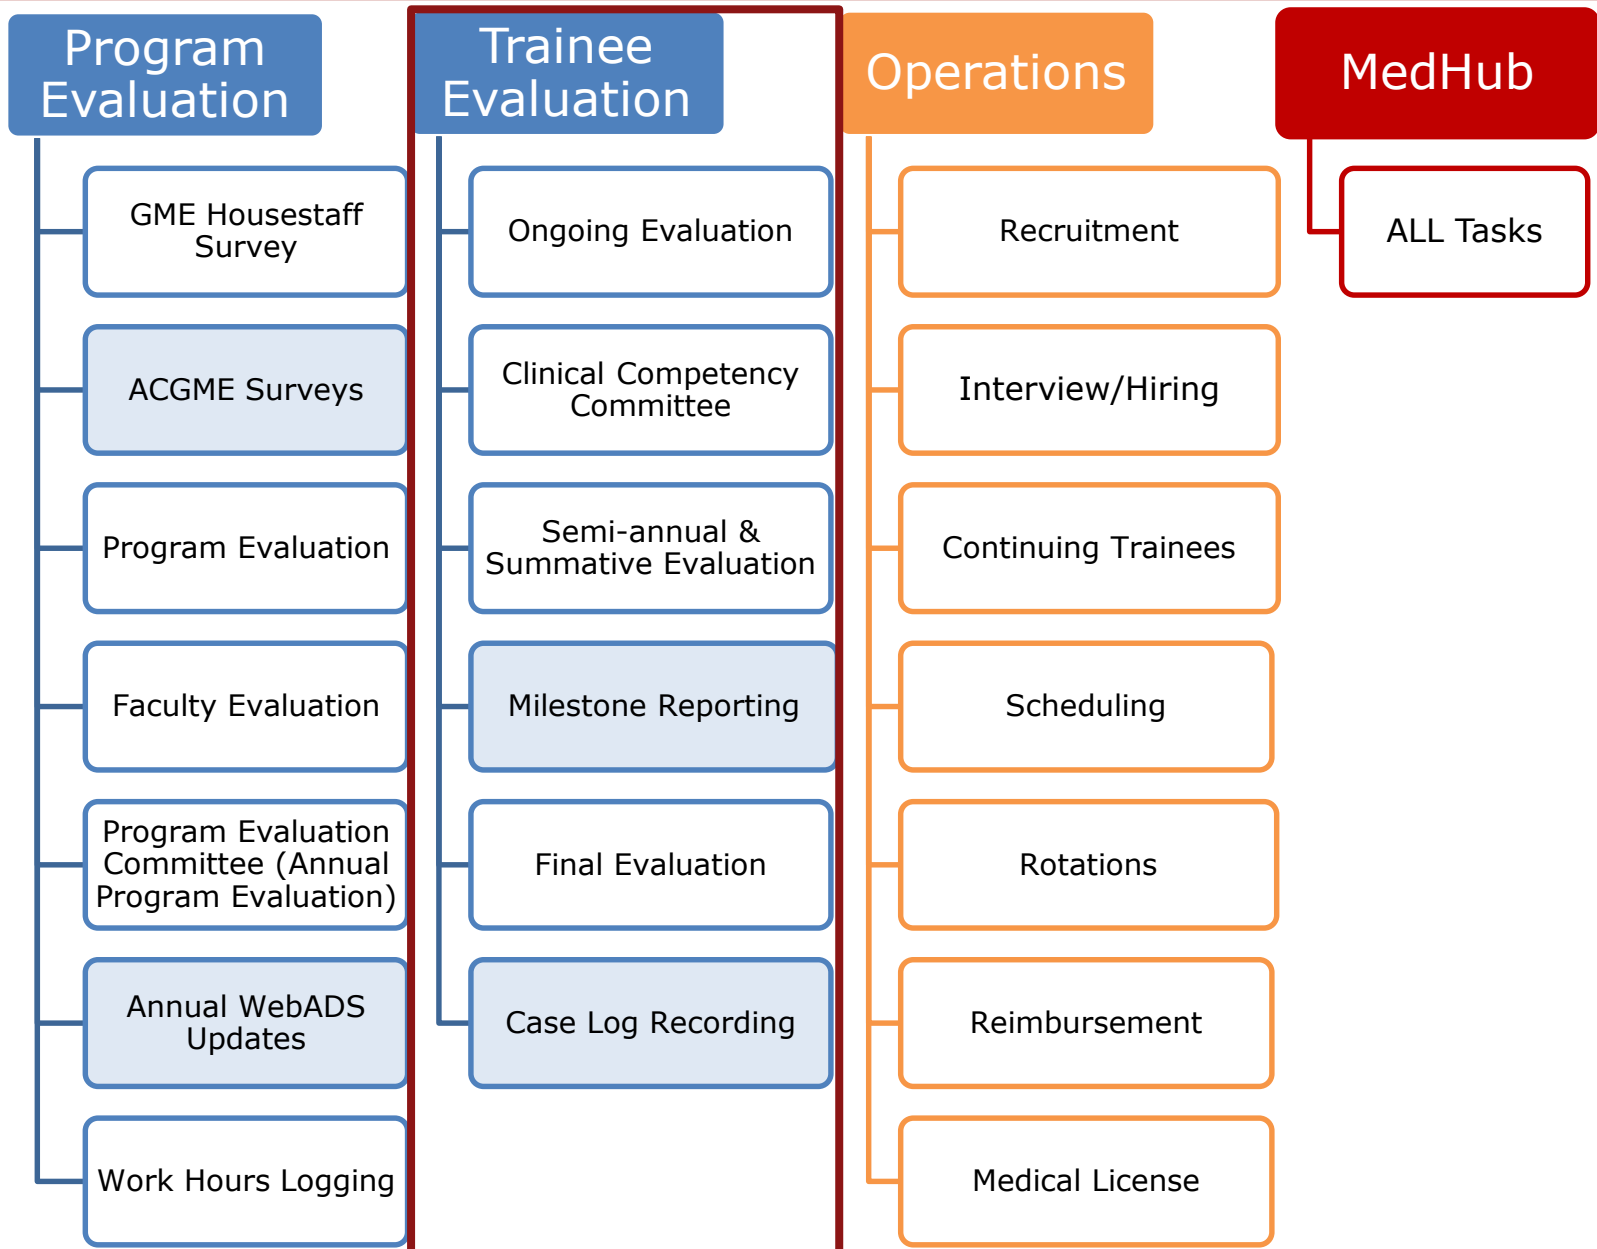 Program
Evaluation
GME Housestaff
Survey
ACGME Surveys
Program Evaluation
Faculty Evaluation
Program Evaluation
Committee (Annual
Program Evaluation)
Annual WebADS
Updates
Work Hours Logging
Trainee
Evaluation
Ongoing Evaluation
Clinical Competency
Committee
Semi-annual &
Summative Evaluation
Milestone Reporting
Final Evaluation
Case Log Recording
Operations
Recruitment
Interview/Hiring
Continuing Trainees
Scheduling
Rotations
Reimbursement
Medical License
MedHub
ALL Tasks